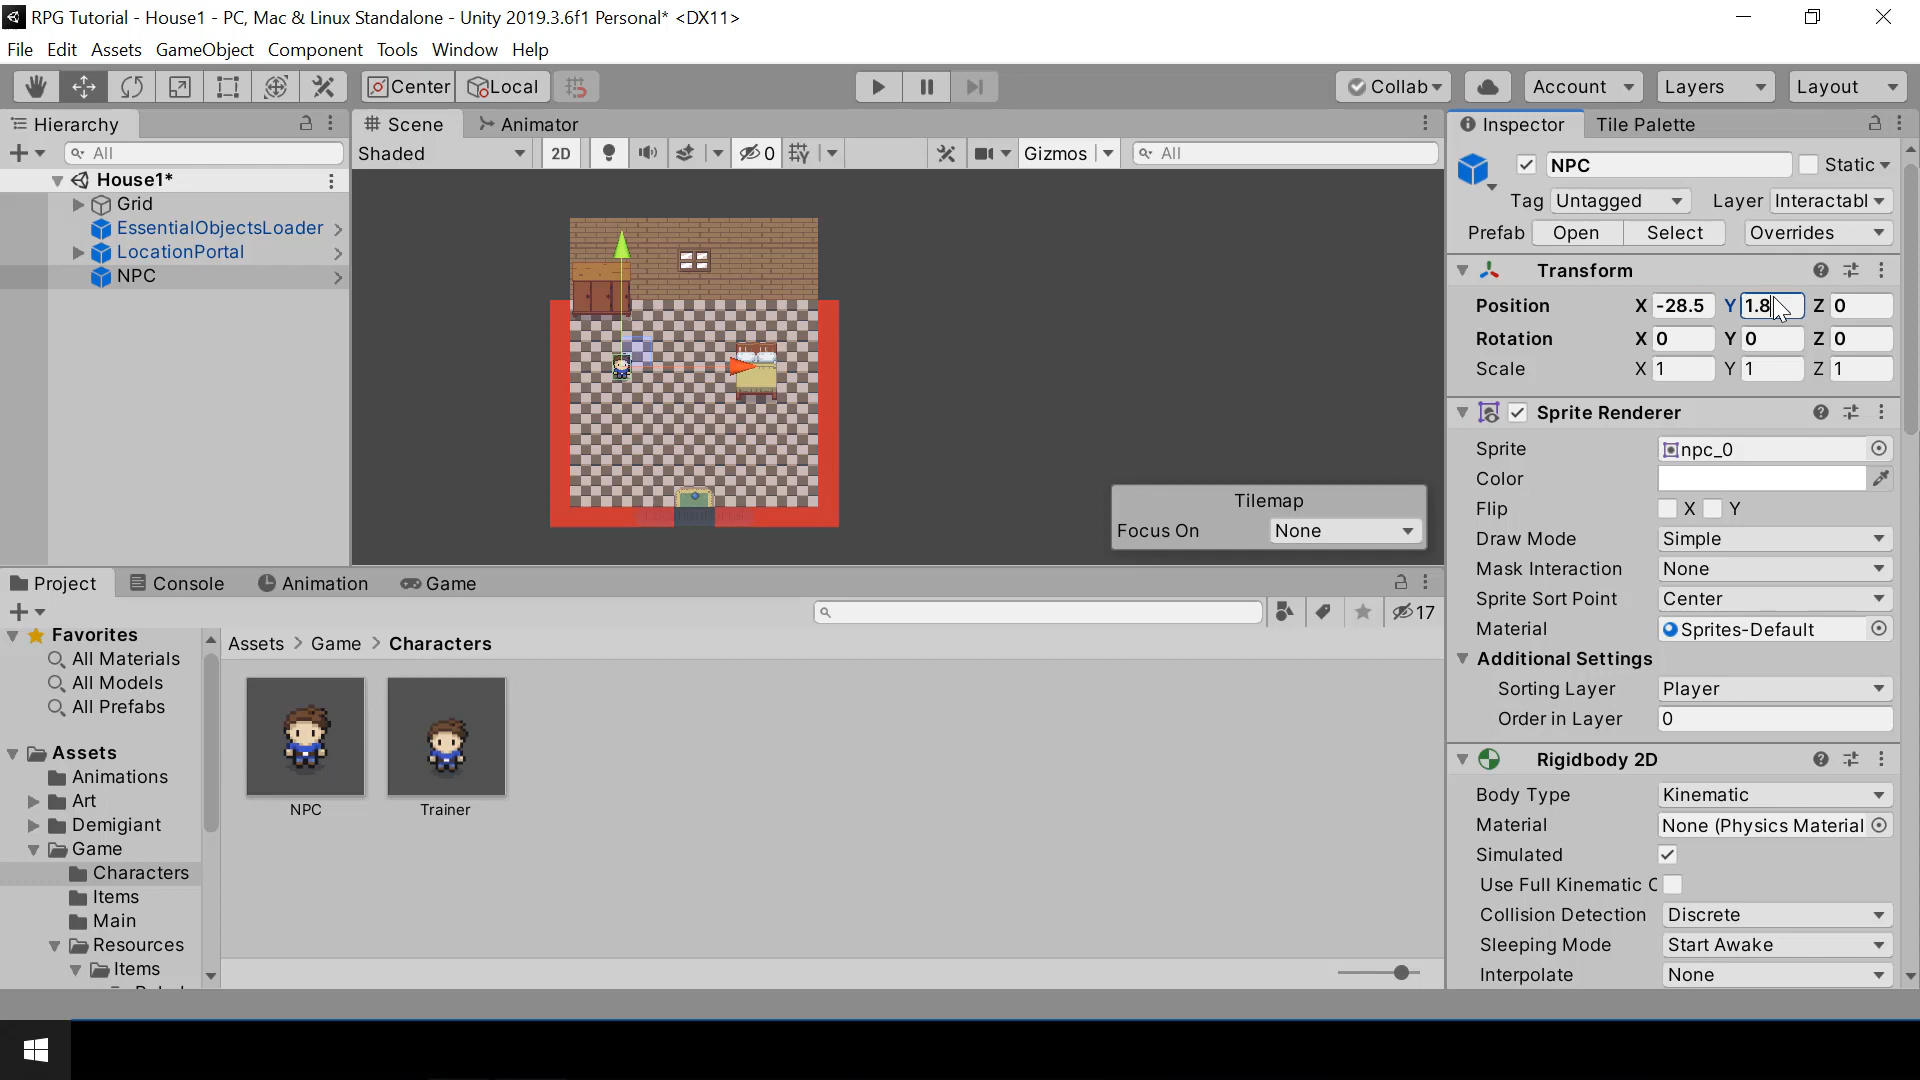 RPG Tutorial - House1 - PC, Mac & Linux Standalone - Unity 2019.3.6f1 Personal* <DX11>
File Edit Assets GameObject Component Tools Window Help
Center Local Collab Account Layers Layout
Hierarchy
All
House1*
Grid
EssentialObjectsLoader
LocationPortal
NPC
Scene Animator
Shaded 2D 0 Gizmos All
Tilemap
Focus On None
Inspector Tile Palette
NPC Static
Tag Untagged Layer Interactabl
Prefab Open Select Overrides
Transform
Position X -28.5 Y 1.8 Z 0
Rotation X 0 Y 0 Z 0
Scale X 1 Y 1 Z 1
Sprite Renderer
Sprite npc_0
Color
Flip X Y
Draw Mode Simple
Mask Interaction None
Sprite Sort Point Center
Material Sprites-Default
Additional Settings
Sorting Layer Player
Order in Layer 0
Rigidbody 2D
Body Type Kinematic
Material None (Physics Material
Simulated
Use Full Kinematic C
Collision Detection Discrete
Sleeping Mode Start Awake
Interpolate None
Project Console Animation Game
17
Favorites
All Materials
All Models
All Prefabs
Assets
Animations
Art
Demigiant
Game
Characters
Items
Main
Resources
Items
Assets > Game > Characters
NPC Trainer